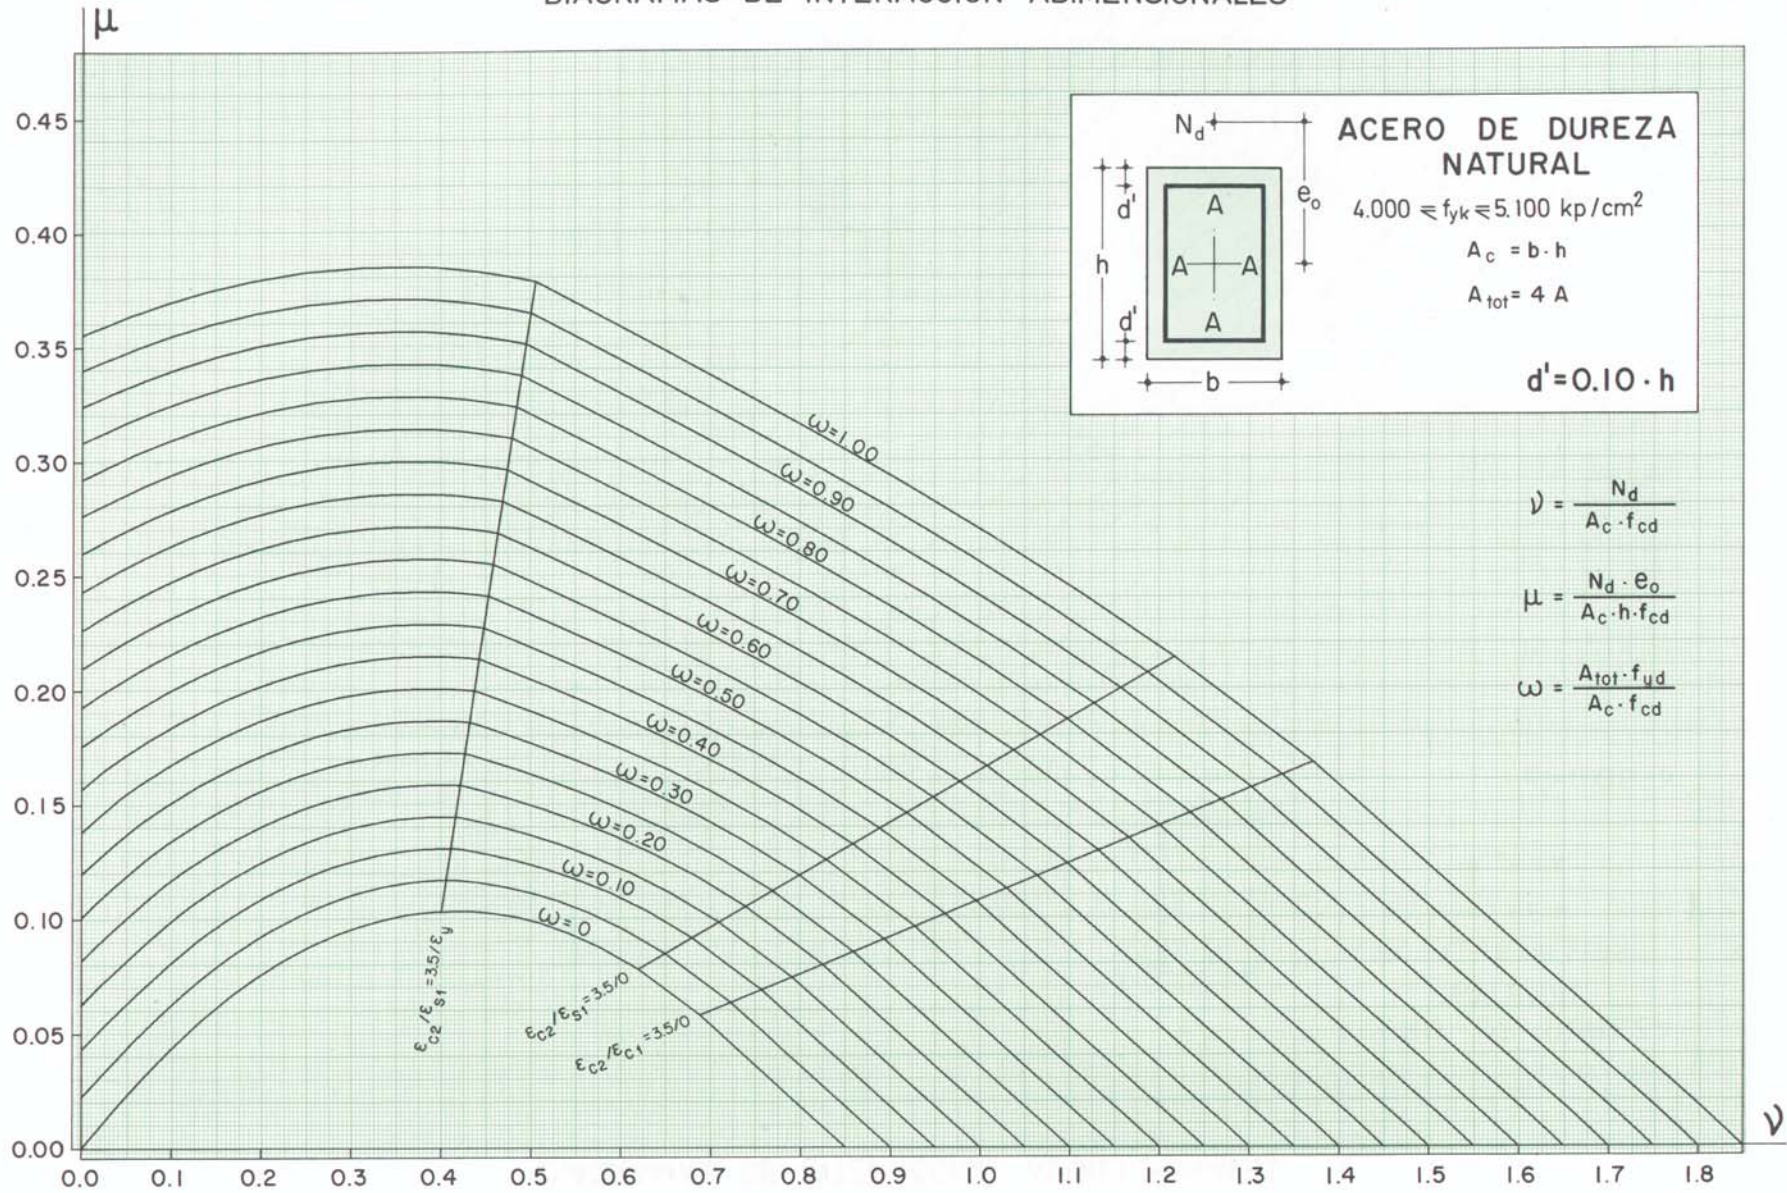 DIAGRAMAS DE INTERACCION ADIMENSIONALES
μ
0.45
0.40
0.35
0.30
0.25
0.20
0.15
0.10
0.05
0.00
0.0 0.1 0.2 0.3 0.4 0.5 0.6 0.7 0.8 0.9 1.0 1.1 1.2 1.3 1.4 1.5 1.6 1.7 1.8
ν
N_d
e_o
d'
h
d'
b
A
A A
A
ACERO DE DUREZA
NATURAL
4.000 ≤ f_yk ≤ 5.100 kp/cm²
A_c = b·h
A_tot = 4 A
d'=0.10·h
ν = N_d / A_c·f_cd
μ = N_d·e_o / A_c·h·f_cd
ω = A_tot·f_yd / A_c·f_cd
ω=1.00
ω=0.90
ω=0.80
ω=0.70
ω=0.60
ω=0.50
ω=0.40
ω=0.30
ω=0.20
ω=0.10
ω=0
ε_c2/ε_s1=3.5/ε_y
ε_c2/ε_s1=3.5/0
ε_c2/ε_c1=3.5/0